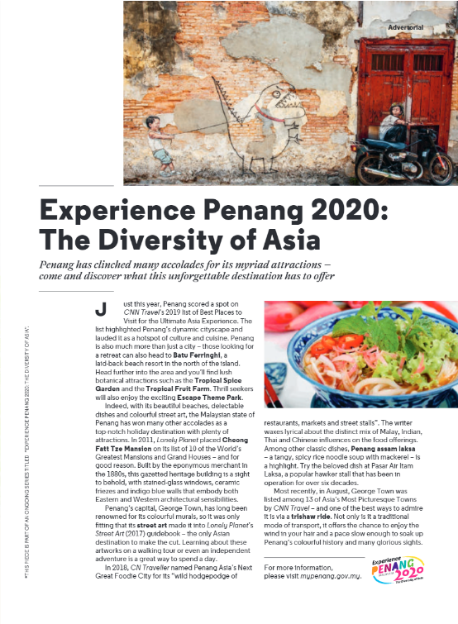 Advertorial
Experience Penang 2020:
The Diversity of Asia
Penang has clinched many accolades for its myriad attractions –
come and discover what this unforgettable destination has to offer
Just this year, Penang scored a spot on
CNN Travel's 2019 list of Best Places to
Visit for the Ultimate Asia Experience. The
list highlighted Penang's dynamic cityscape and
lauded it as a hotspot of culture and cuisine. Penang
is also much more than just a city – those looking for
a retreat can also head to Batu Ferringhi, a
laid-back beach resort in the north of the island.
Head further into the area and you'll find lush
botanical attractions such as the Tropical Spice
Garden and the Tropical Fruit Farm. Thrill seekers
will also enjoy the exciting Escape Theme Park.
Indeed, with its beautiful beaches, delectable
dishes and colourful street art, the Malaysian state of
Penang has won many other accolades as a
top-notch holiday destination with plenty of
attractions. In 2011, Lonely Planet placed Cheong
Fatt Tze Mansion on its list of 10 of the World's
Greatest Mansions and Grand Houses – and for
good reason. Built by the eponymous merchant in
the 1880s, this gazetted heritage building is a sight
to behold, with stained-glass windows, ceramic
friezes and indigo blue walls that embody both
Eastern and Western architectural sensibilities.
Penang's capital, George Town, has long been
renowned for its colourful murals, so it was only
fitting that its street art made it into Lonely Planet's
Street Art (2017) guidebook – the only Asian
destination to make the cut. Learning about these
artworks on a walking tour or even an independent
adventure is a great way to spend a day.
In 2018, CN Traveller named Penang Asia's Next
Great Foodie City for its "wild hodgepodge of
restaurants, markets and street stalls". The writer
waxes lyrical about the distinct mix of Malay, Indian,
Thai and Chinese influences on the food offerings.
Among other classic dishes, Penang assam laksa
– a tangy, spicy rice noodle soup with mackerel – is
a highlight. Try the beloved dish at Pasar Air Itam
Laksa, a popular hawker stall that has been in
operation for over six decades.
Most recently, in August, George Town was
listed among 13 of Asia's Most Picturesque Towns
by CNN Travel – and one of the best ways to admire
it is via a trishaw ride. Not only is it a traditional
mode of transport, it offers the chance to enjoy the
wind in your hair and a pace slow enough to soak up
Penang's colourful history and many glorious sights.
For more information,
please visit mypenang.gov.my.
Experience
PENANG
2020
*THIS PIECE IS PART OF AN ONGOING SERIES TITLED: "EXPERIENCE PENANG 2020: THE DIVERSITY OF ASIA".